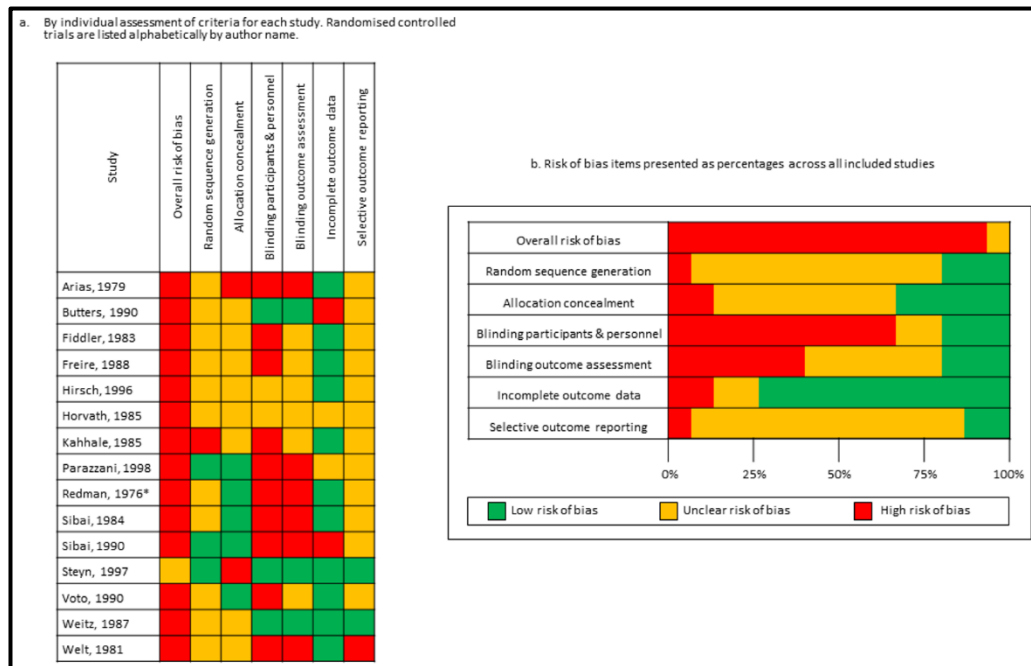 a. By individual assessment of criteria for each study. Randomised controlled
trials are listed alphabetically by author name.
Study
Overall risk of bias
Random sequence generation
Allocation concealment
Blinding participants & personnel
Blinding outcome assessment
Incomplete outcome data
Selective outcome reporting
Arias, 1979
Butters, 1990
Fiddler, 1983
Freire, 1988
Hirsch, 1996
Horvath, 1985
Kahhale, 1985
Parazzani, 1998
Redman, 1976*
Sibai, 1984
Sibai, 1990
Steyn, 1997
Voto, 1990
Weitz, 1987
Welt, 1981
b. Risk of bias items presented as percentages across all included studies
Overall risk of bias
Random sequence generation
Allocation concealment
Blinding participants & personnel
Blinding outcome assessment
Incomplete outcome data
Selective outcome reporting
0% 25% 50% 75% 100%
Low risk of bias Unclear risk of bias High risk of bias